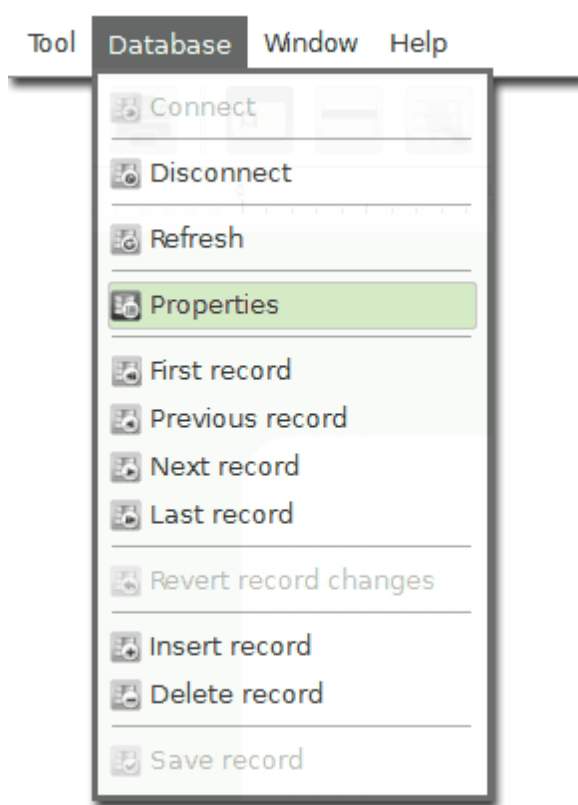 Tool Database Window Help
Connect
Disconnect
Refresh
Properties
First record
Previous record
Next record
Last record
Revert record changes
Insert record
Delete record
Save record